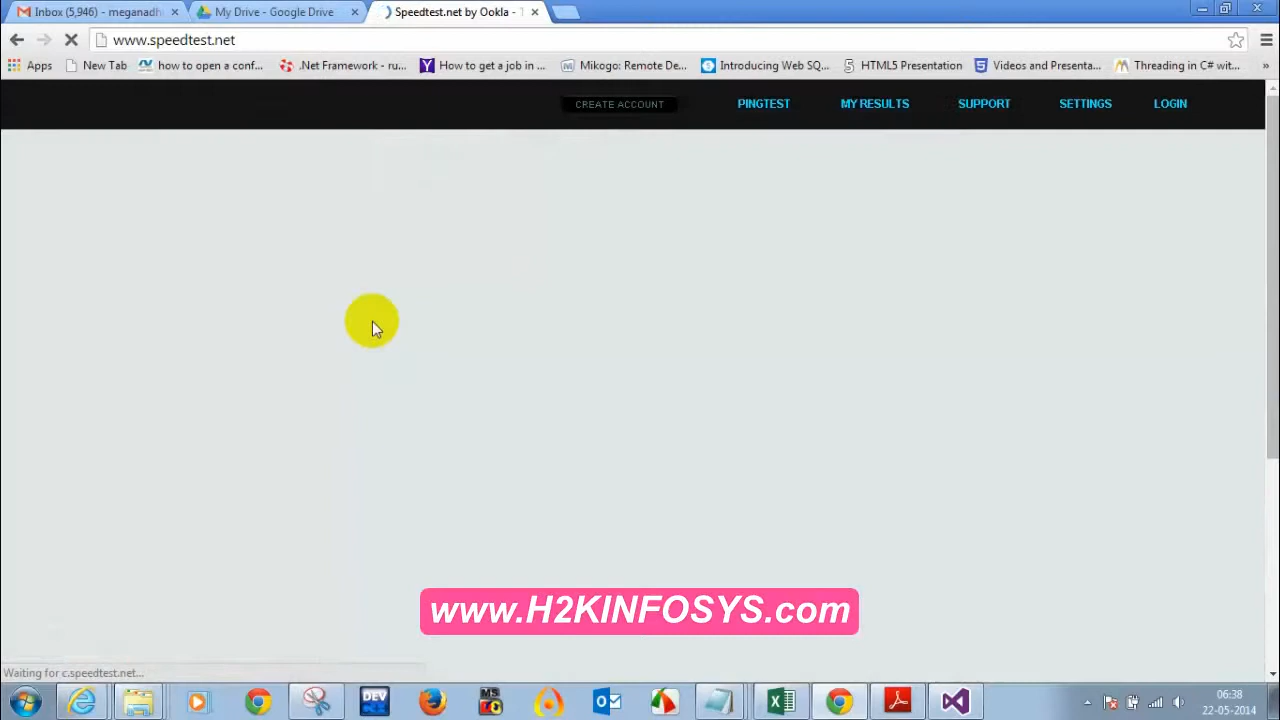 Inbox (5,946) - meganadh
My Drive - Google Drive
Speedtest.net by Ookla - T
www.speedtest.net
Apps
New Tab
how to open a conf...
.Net Framework - ru...
How to get a job in ...
Mikogo: Remote De...
Introducing Web SQ...
HTML5 Presentation
Videos and Presenta...
Threading in C# wit...
»
CREATE ACCOUNT
PINGTEST
MY RESULTS
SUPPORT
SETTINGS
LOGIN
www.H2KINFOSYS.com
Waiting for c.speedtest.net...
DEV
MS
06:38
22-05-2014